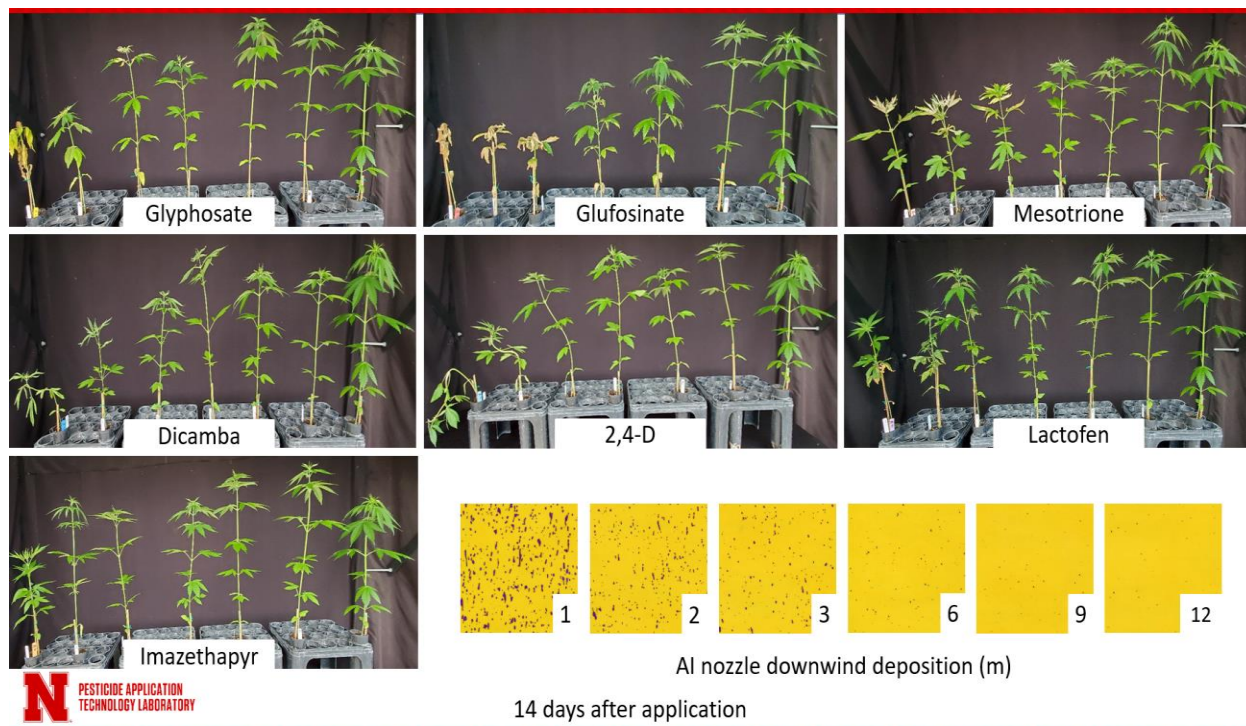 Glyphosate
Glufosinate
Mesotrione
Dicamba
2,4-D
Lactofen
Imazethapyr
1
2
3
6
9
12
AI nozzle downwind deposition (m)
N
PESTICIDE APPLICATION
TECHNOLOGY LABORATORY
14 days after application